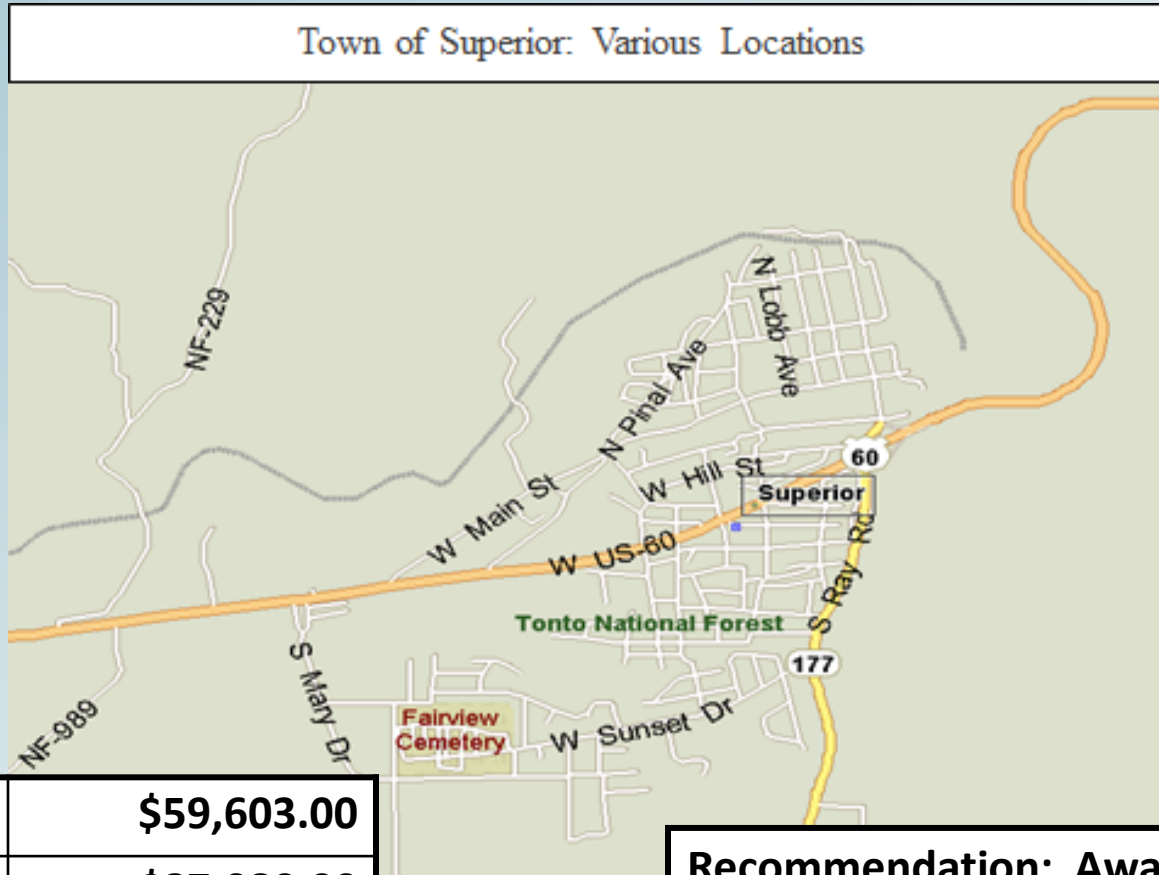 Town of Superior: Various Locations
NF-229
N Lobb Ave
N Pinal Ave
60
W Hill St
Superior
W Main St
W US-60
S Ray Rd
Tonto National Forest
177
S Mary Dr
Fairview
Cemetery
W Sunset Dr
NF-989
$59,603.00
Recommendation: